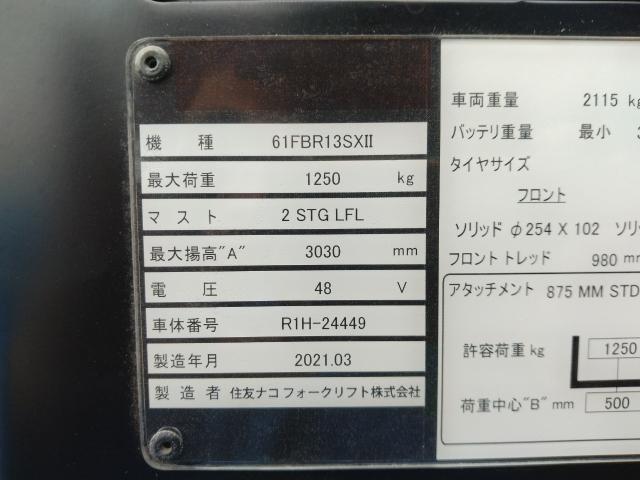 機 種 61FBR13SXII
最大荷重 1250 kg
マ ス ト 2 STG LFL
最大揚高"A" 3030 mm
電 圧 48 V
車体番号 R1H-24449
製造年月 2021.03
製 造 者 住友ナコ フォークリフト株式会社
車両重量 2115 kg
バッテリ重量 最小
タイヤサイズ
フロント
ソリッド φ254 X 102 ソリ
フロント トレッド 980 mm
アタッチメント 875 MM STD
許容荷重 kg 1250
荷重中心"B" mm 500